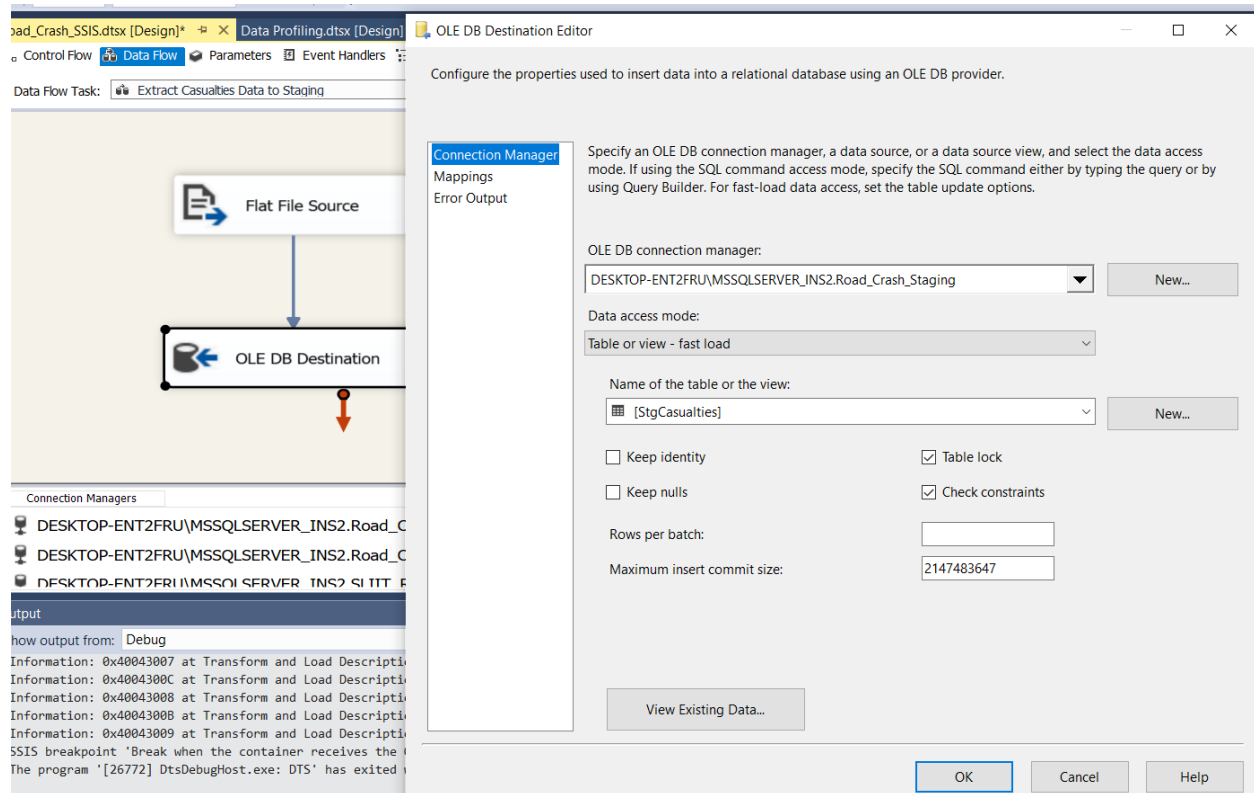 oad_Crash_SSIS.dtsx [Design]*
Data Profiling.dtsx [Design]
Control Flow
Data Flow
Parameters
Event Handlers
Data Flow Task:
Extract Casualties Data to Staging
Flat File Source
OLE DB Destination
Connection Managers
DESKTOP-ENT2FRU\MSSQLSERVER_INS2.Road_C
DESKTOP-ENT2FRU\MSSQLSERVER_INS2.Road_C
DESKTOP-ENT2FRU\MSSQLSERVER_INS2.SLIIT_R
utput
how output from: Debug
Information: 0x40043007 at Transform and Load Descripti
Information: 0x4004300C at Transform and Load Descripti
Information: 0x40043008 at Transform and Load Descripti
Information: 0x4004300B at Transform and Load Descripti
Information: 0x40043009 at Transform and Load Descripti
SSIS breakpoint 'Break when the container receives the
The program '[26772] DtsDebugHost.exe: DTS' has exited
OLE DB Destination Editor
Configure the properties used to insert data into a relational database using an OLE DB provider.
Connection Manager
Mappings
Error Output
Specify an OLE DB connection manager, a data source, or a data source view, and select the data access
mode. If using the SQL command access mode, specify the SQL command either by typing the query or by
using Query Builder. For fast-load data access, set the table update options.
OLE DB connection manager:
DESKTOP-ENT2FRU\MSSQLSERVER_INS2.Road_Crash_Staging
New...
Data access mode:
Table or view - fast load
Name of the table or the view:
[StgCasualties]
New...
Keep identity
Table lock
Keep nulls
Check constraints
Rows per batch:
Maximum insert commit size:
2147483647
View Existing Data...
OK
Cancel
Help